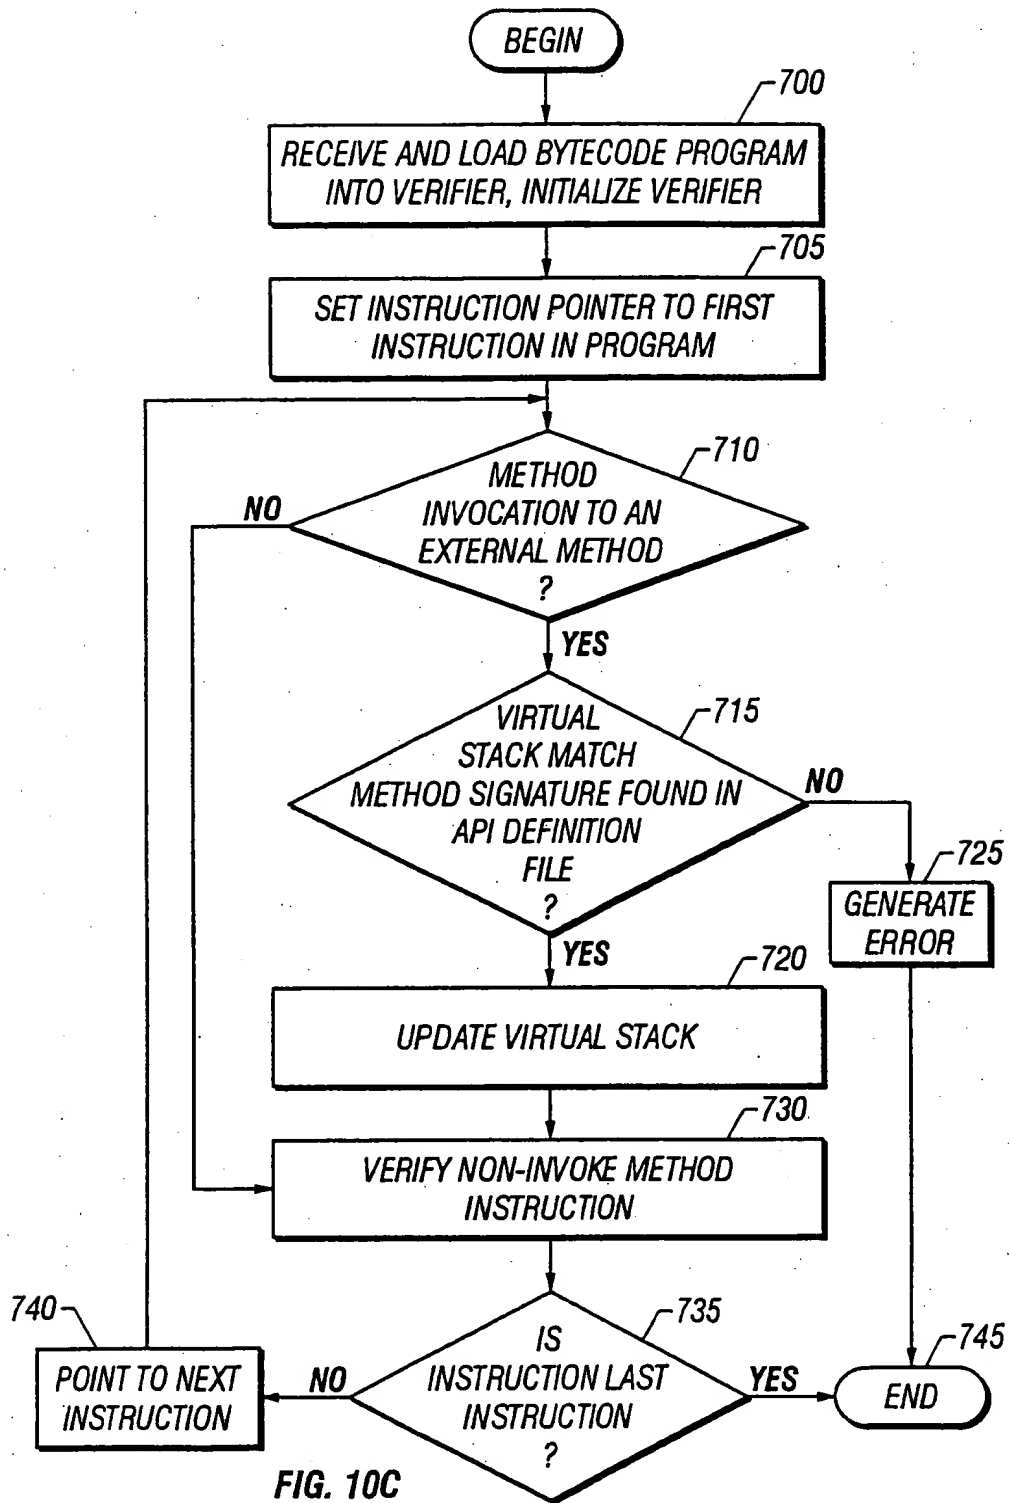 BEGIN
700
RECEIVE AND LOAD BYTECODE PROGRAM
INTO VERIFIER, INITIALIZE VERIFIER
705
SET INSTRUCTION POINTER TO FIRST
INSTRUCTION IN PROGRAM
710
METHOD
INVOCATION TO AN
EXTERNAL METHOD
?
NO
YES
715
VIRTUAL
STACK MATCH
METHOD SIGNATURE FOUND IN
API DEFINITION
FILE
?
NO
725
GENERATE
ERROR
YES
720
UPDATE VIRTUAL STACK
730
VERIFY NON-INVOKE METHOD
INSTRUCTION
735
IS
INSTRUCTION LAST
INSTRUCTION
?
NO
740
POINT TO NEXT
INSTRUCTION
YES
745
END
FIG. 10C